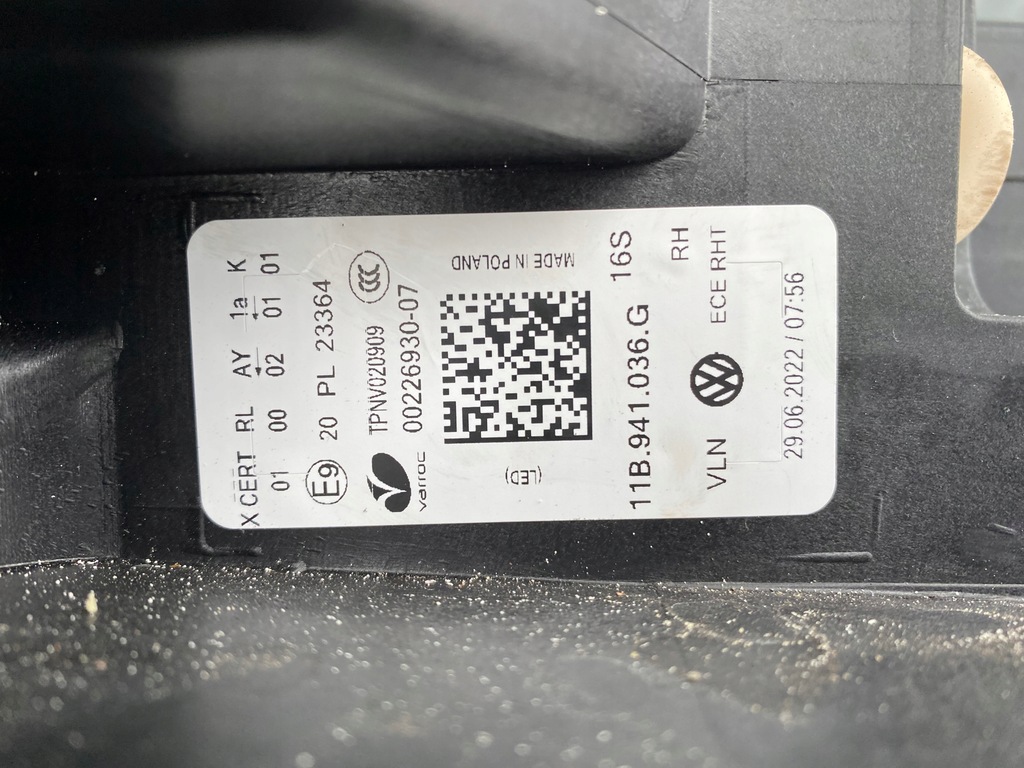 X CERT RL AY 1a K
01 00 02 01 01
E9 20 PL 23364
TPNV020909
varroc 00226930-07
(LED)
MADE IN POLAND
11B.941.036.G 16S
RH
VLN ECE RHT
29.06.2022 / 07:56